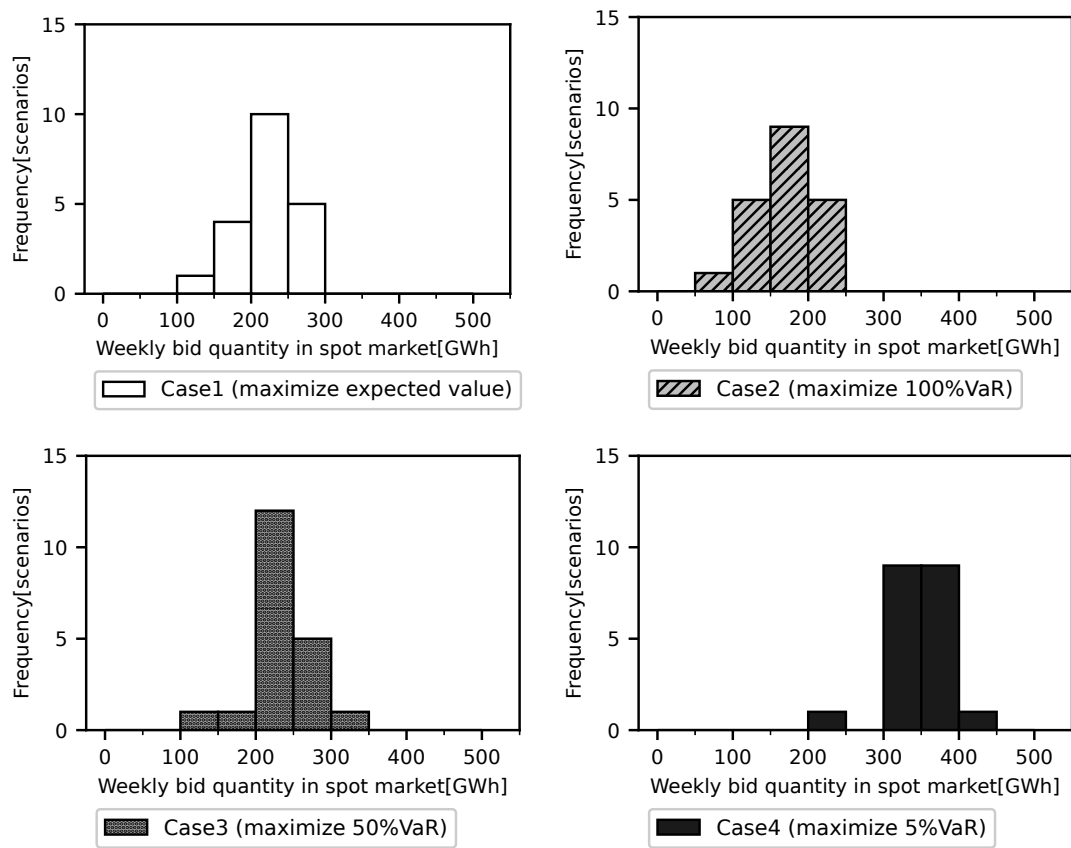 15
10
5
0
Frequency[scenarios]
0 100 200 300 400 500
Weekly bid quantity in spot market[GWh]
Case1 (maximize expected value)
15
10
5
0
Frequency[scenarios]
0 100 200 300 400 500
Weekly bid quantity in spot market[GWh]
Case2 (maximize 100%VaR)
15
10
5
0
Frequency[scenarios]
0 100 200 300 400 500
Weekly bid quantity in spot market[GWh]
Case3 (maximize 50%VaR)
15
10
5
0
Frequency[scenarios]
0 100 200 300 400 500
Weekly bid quantity in spot market[GWh]
Case4 (maximize 5%VaR)